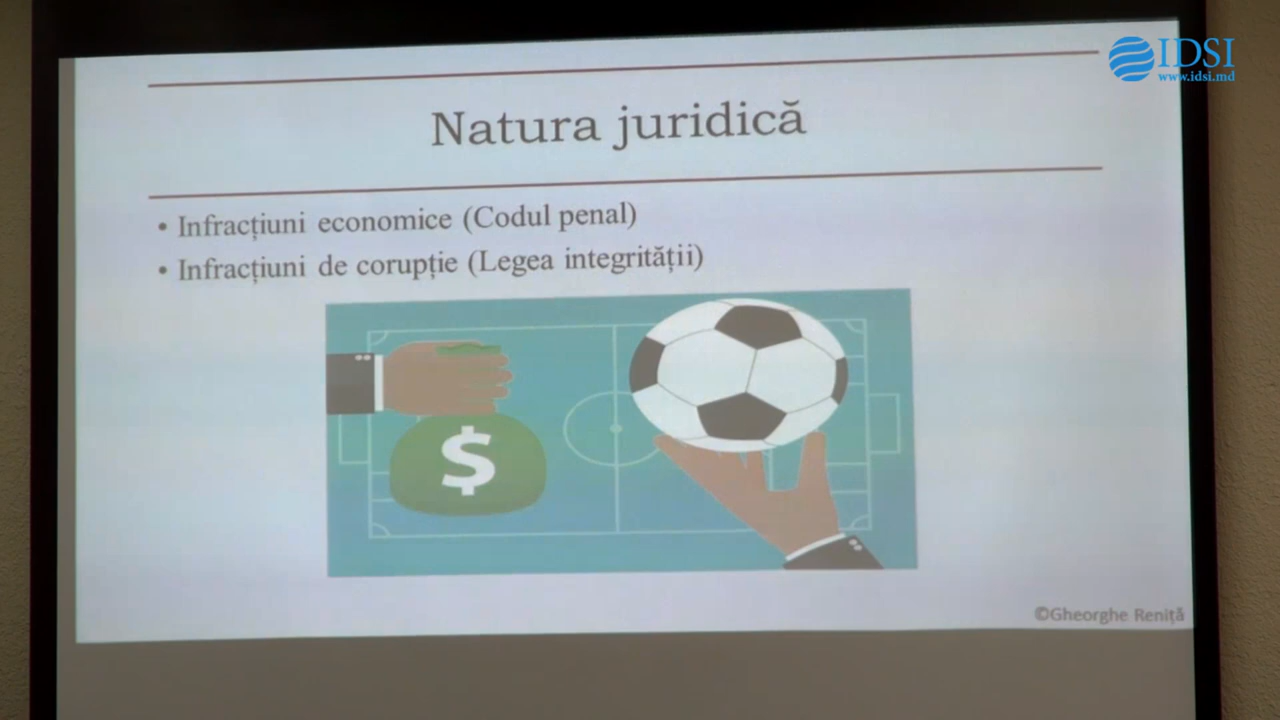 IDSI
www.idsi.md
Natura juridică
• Infracțiuni economice (Codul penal)
• Infracțiuni de corupție (Legea integrității)
$
©Gheorghe Reniță